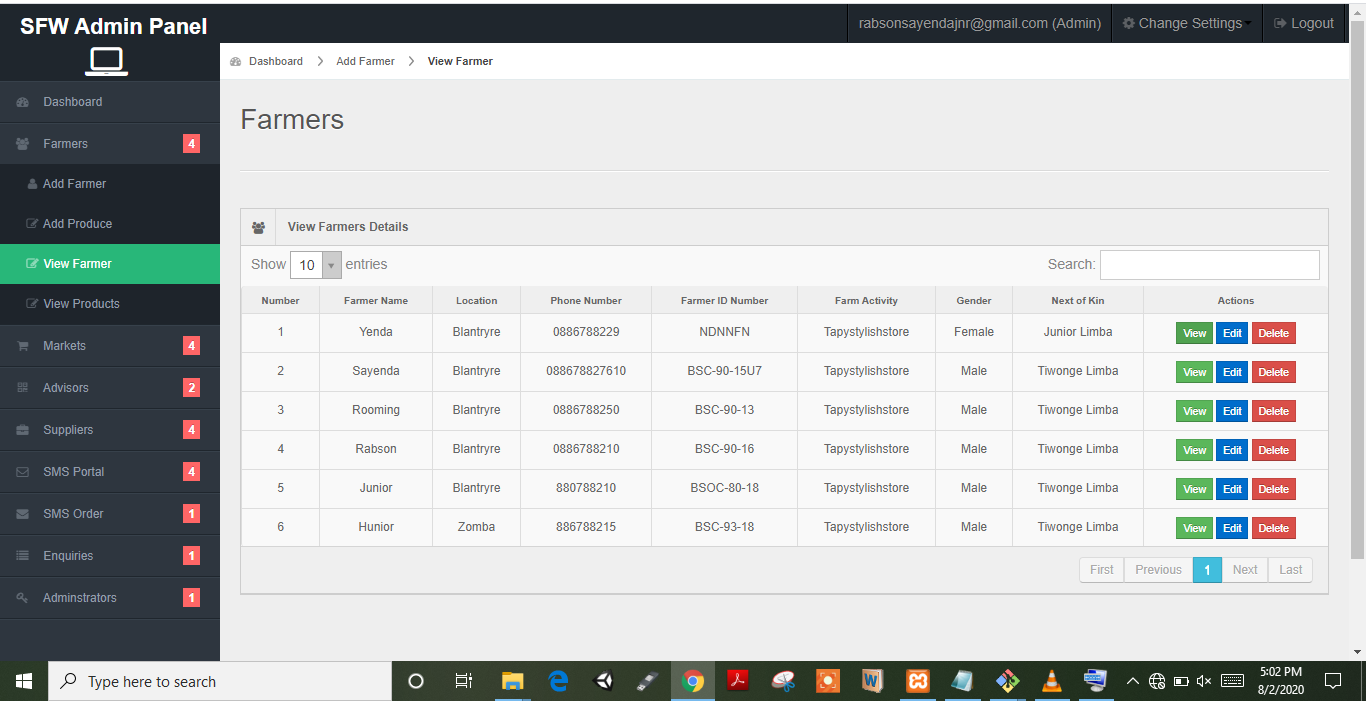 SFW Admin Panel
rabsonsayendajnr@gmail.com (Admin) Change Settings Logout
Dashboard Add Farmer View Farmer
Dashboard
Farmers 4
Add Farmer
Add Produce
View Farmer
View Products
Markets 4
Advisors 2
Suppliers 4
SMS Portal 4
SMS Order 1
Enquiries 1
Adminstrators 1
Farmers
View Farmers Details
Show 10 entries Search:
Number Farmer Name Location Phone Number Farmer ID Number Farm Activity Gender Next of Kin Actions
1 Yenda Blantryre 0886788229 NDNNFN Tapystylishstore Female Junior Limba View Edit Delete
2 Sayenda Blantryre 088678827610 BSC-90-15U7 Tapystylishstore Male Tiwonge Limba View Edit Delete
3 Rooming Blantryre 0886788250 BSC-90-13 Tapystylishstore Male Tiwonge Limba View Edit Delete
4 Rabson Blantryre 0886788210 BSC-90-16 Tapystylishstore Male Tiwonge Limba View Edit Delete
5 Junior Blantryre 880788210 BSOC-80-18 Tapystylishstore Male Tiwonge Limba View Edit Delete
6 Hunior Zomba 886788215 BSC-93-18 Tapystylishstore Male Tiwonge Limba View Edit Delete
First Previous 1 Next Last
Type here to search
5:02 PM
8/2/2020